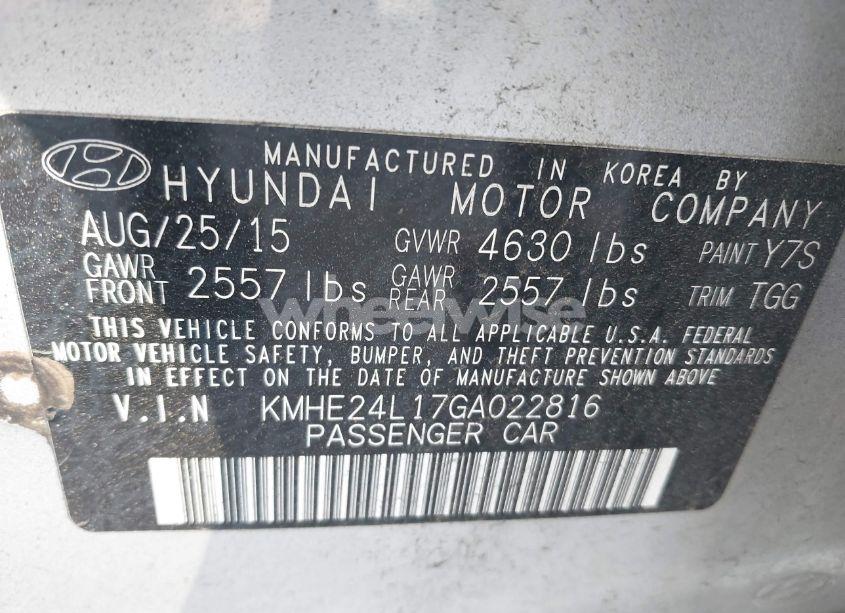 MANUFACTURED IN KOREA BY
HYUNDAI MOTOR COMPANY
AUG/25/15 GVWR 4630 lbs PAINT Y7S
GAWR FRONT 2557 lbs GAWR REAR 2557 lbs TRIM TGG
wheelwise
THIS VEHICLE CONFORMS TO ALL APPLICABLE U.S.A. FEDERAL
MOTOR VEHICLE SAFETY, BUMPER, AND THEFT PREVENTION STANDARDS
IN EFFECT ON THE DATE OF MANUFACTURE SHOWN ABOVE
V.I.N KMHE24L17GA022816
PASSENGER CAR